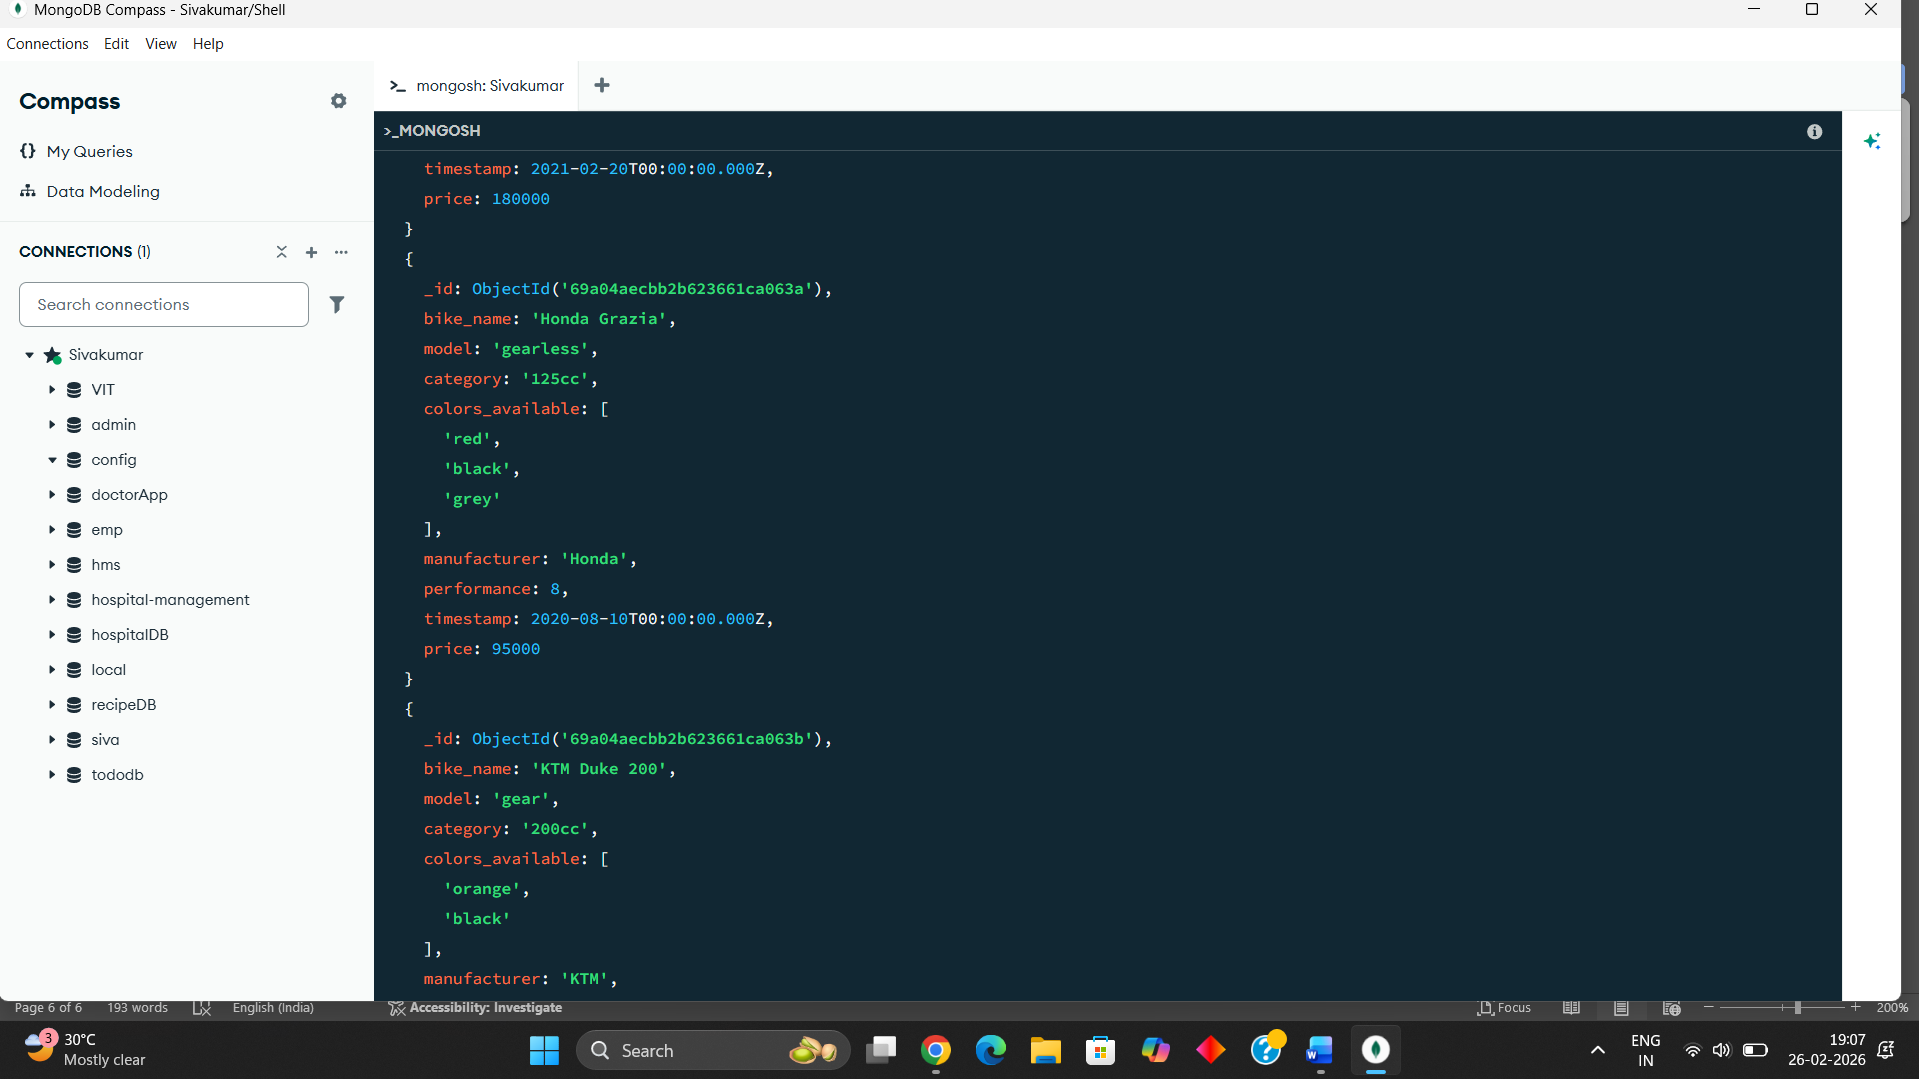 MongoDB Compass - Sivakumar/Shell
Connections Edit View Help
Compass
My Queries
Data Modeling
CONNECTIONS (1)
Search connections
Sivakumar
VIT
admin
config
doctorApp
emp
hms
hospital-management
hospitalDB
local
recipeDB
siva
tododb
>_ mongosh: Sivakumar +
>_MONGOSH
timestamp: 2021-02-20T00:00:00.000Z,
price: 180000
}
{
_id: ObjectId('69a04aecbb2b623661ca063a'),
bike_name: 'Honda Grazia',
model: 'gearless',
category: '125cc',
colors_available: [
'red',
'black',
'grey'
],
manufacturer: 'Honda',
performance: 8,
timestamp: 2020-08-10T00:00:00.000Z,
price: 95000
}
{
_id: ObjectId('69a04aecbb2b623661ca063b'),
bike_name: 'KTM Duke 200',
model: 'gear',
category: '200cc',
colors_available: [
'orange',
'black'
],
manufacturer: 'KTM',
Page 6 of 6 193 words English (India) Accessibility: Investigate Focus 200%
3
30°C
Mostly clear
Search
ENG
IN
19:07
26-02-2026